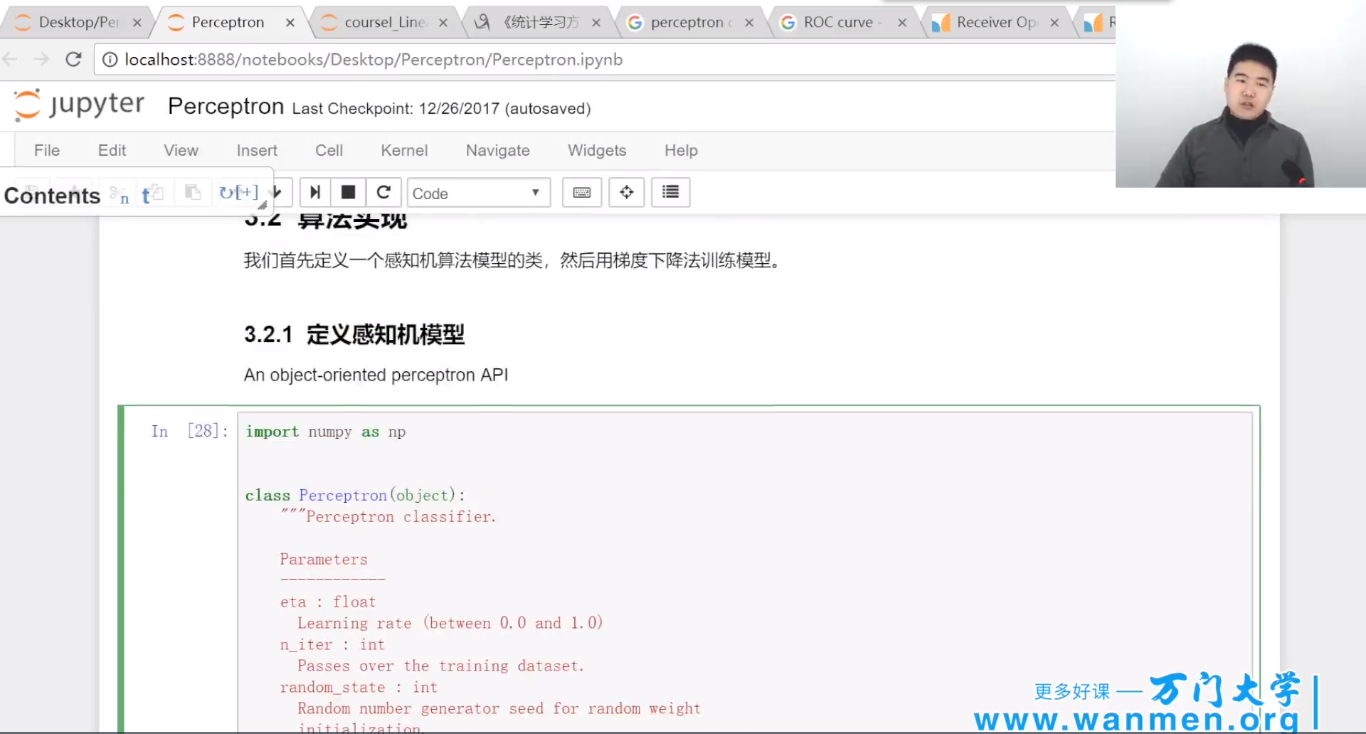 Desktop/Per
Perceptron
coursel_Line
《统计学习方
perceptron
ROC curve -
Receiver Op
localhost:8888/notebooks/Desktop/Perceptron/Perceptron.ipynb
jupyter Perceptron Last Checkpoint: 12/26/2017 (autosaved)
File Edit View Insert Cell Kernel Navigate Widgets Help
Contents n t [+] Code
3.2 算法实现
我们首先定义一个感知机算法模型的类，然后用梯度下降法训练模型。
3.2.1 定义感知机模型
An object-oriented perceptron API
In [28]:
import numpy as np
class Perceptron(object):
"""Perceptron classifier.
Parameters
------------
eta : float
Learning rate (between 0.0 and 1.0)
n_iter : int
Passes over the training dataset.
random_state : int
Random number generator seed for random weight
initialization.
更多好课 — 万门大学
www.wanmen.org